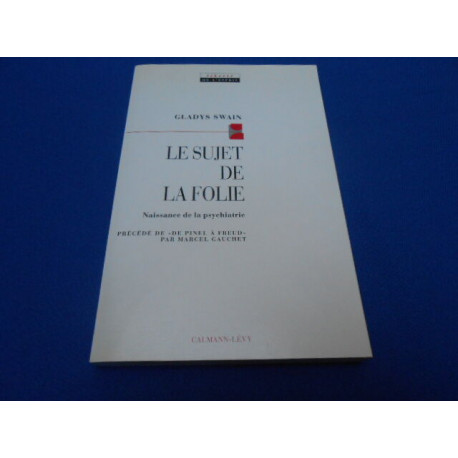 GLADYS SWAIN
LE SUJET
DE
LA FOLIE
Naissance de la psychiatrie
PRÉCÉDÉ DE «DE PINEL À FREUD»
PAR MARCEL GAUCHET
CALMANN-LÉVY